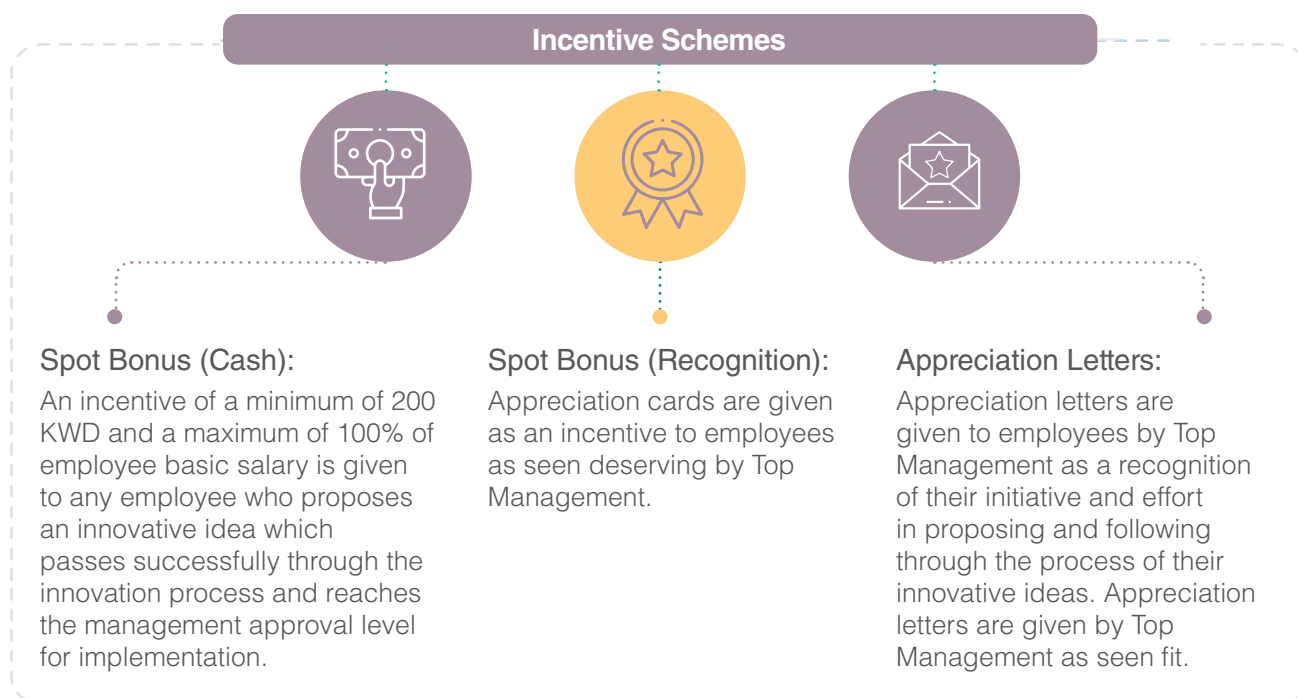 Incentive Schemes
Spot Bonus (Cash):
An incentive of a minimum of 200
KWD and a maximum of 100% of
employee basic salary is given
to any employee who proposes
an innovative idea which
passes successfully through the
innovation process and reaches
the management approval level
for implementation.
Spot Bonus (Recognition):
Appreciation cards are given
as an incentive to employees
as seen deserving by Top
Management.
Appreciation Letters:
Appreciation letters are
given to employees by Top
Management as a recognition
of their initiative and effort
in proposing and following
through the process of their
innovative ideas. Appreciation
letters are given by Top
Management as seen fit.